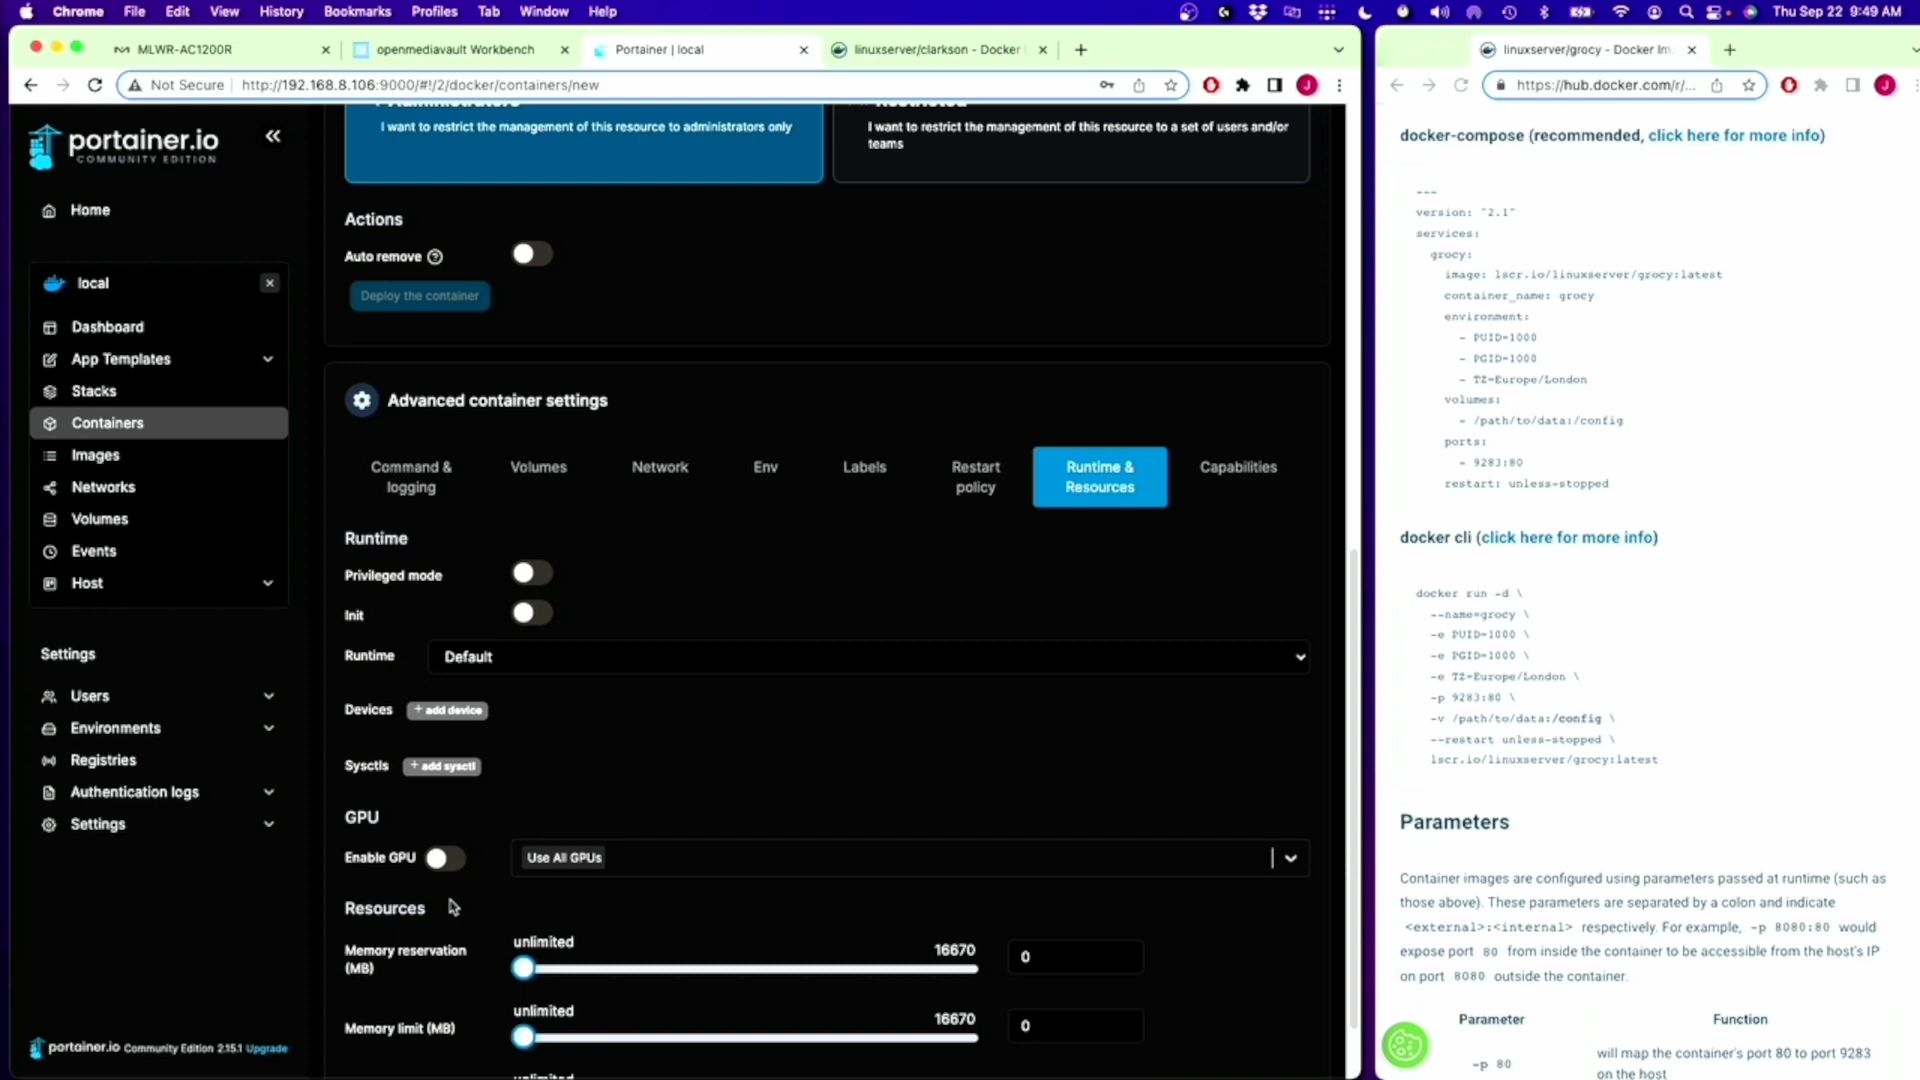 Chrome File Edit View History Bookmarks Profiles Tab Window Help Thu Sep 22 9:49 AM
MLWR-AC1200R
openmediavault Workbench
Portainer | local
linuxserver/clarkson - Docker
Not Secure http://192.168.8.106:9000/#!/2/docker/containers/new
J
portainer.io
COMMUNITY EDITION
Home
local
Dashboard
App Templates
Stacks
Containers
Images
Networks
Volumes
Events
Host
Settings
Users
Environments
Registries
Authentication logs
Settings
portainer.io Community Edition 2.15.1 Upgrade
Administrators
I want to restrict the management of this resource to administrators only
Restricted
I want to restrict the management of this resource to a set of users and/or
teams
Actions
Auto remove
Deploy the container
Advanced container settings
Command &
logging
Volumes
Network
Env
Labels
Restart
policy
Runtime &
Resources
Capabilities
Runtime
Privileged mode
Init
Runtime Default
Devices + add device
Sysctls + add sysctl
GPU
Enable GPU Use All GPUs
Resources
Memory reservation
(MB)
unlimited 16670 0
Memory limit (MB)
unlimited 16670 0
linuxserver/grocy - Docker Im
https://hub.docker.com/r/...
J
docker-compose (recommended, click here for more info)
---
version: "2.1"
services:
grocy:
image: lscr.io/linuxserver/grocy:latest
container_name: grocy
environment:
- PUID=1000
- PGID=1000
- TZ=Europe/London
volumes:
- /path/to/data:/config
ports:
- 9283:80
restart: unless-stopped
docker cli (click here for more info)
docker run -d \
--name=grocy \
-e PUID=1000 \
-e PGID=1000 \
-e TZ=Europe/London \
-p 9283:80 \
-v /path/to/data:/config \
--restart unless-stopped \
lscr.io/linuxserver/grocy:latest
Parameters
Container images are configured using parameters passed at runtime (such as
those above). These parameters are separated by a colon and indicate
<external>:<internal> respectively. For example, -p 8080:80 would
expose port 80 from inside the container to be accessible from the host's IP
on port 8080 outside the container.
Parameter Function
-p 80
will map the container's port 80 to port 9283
on the host